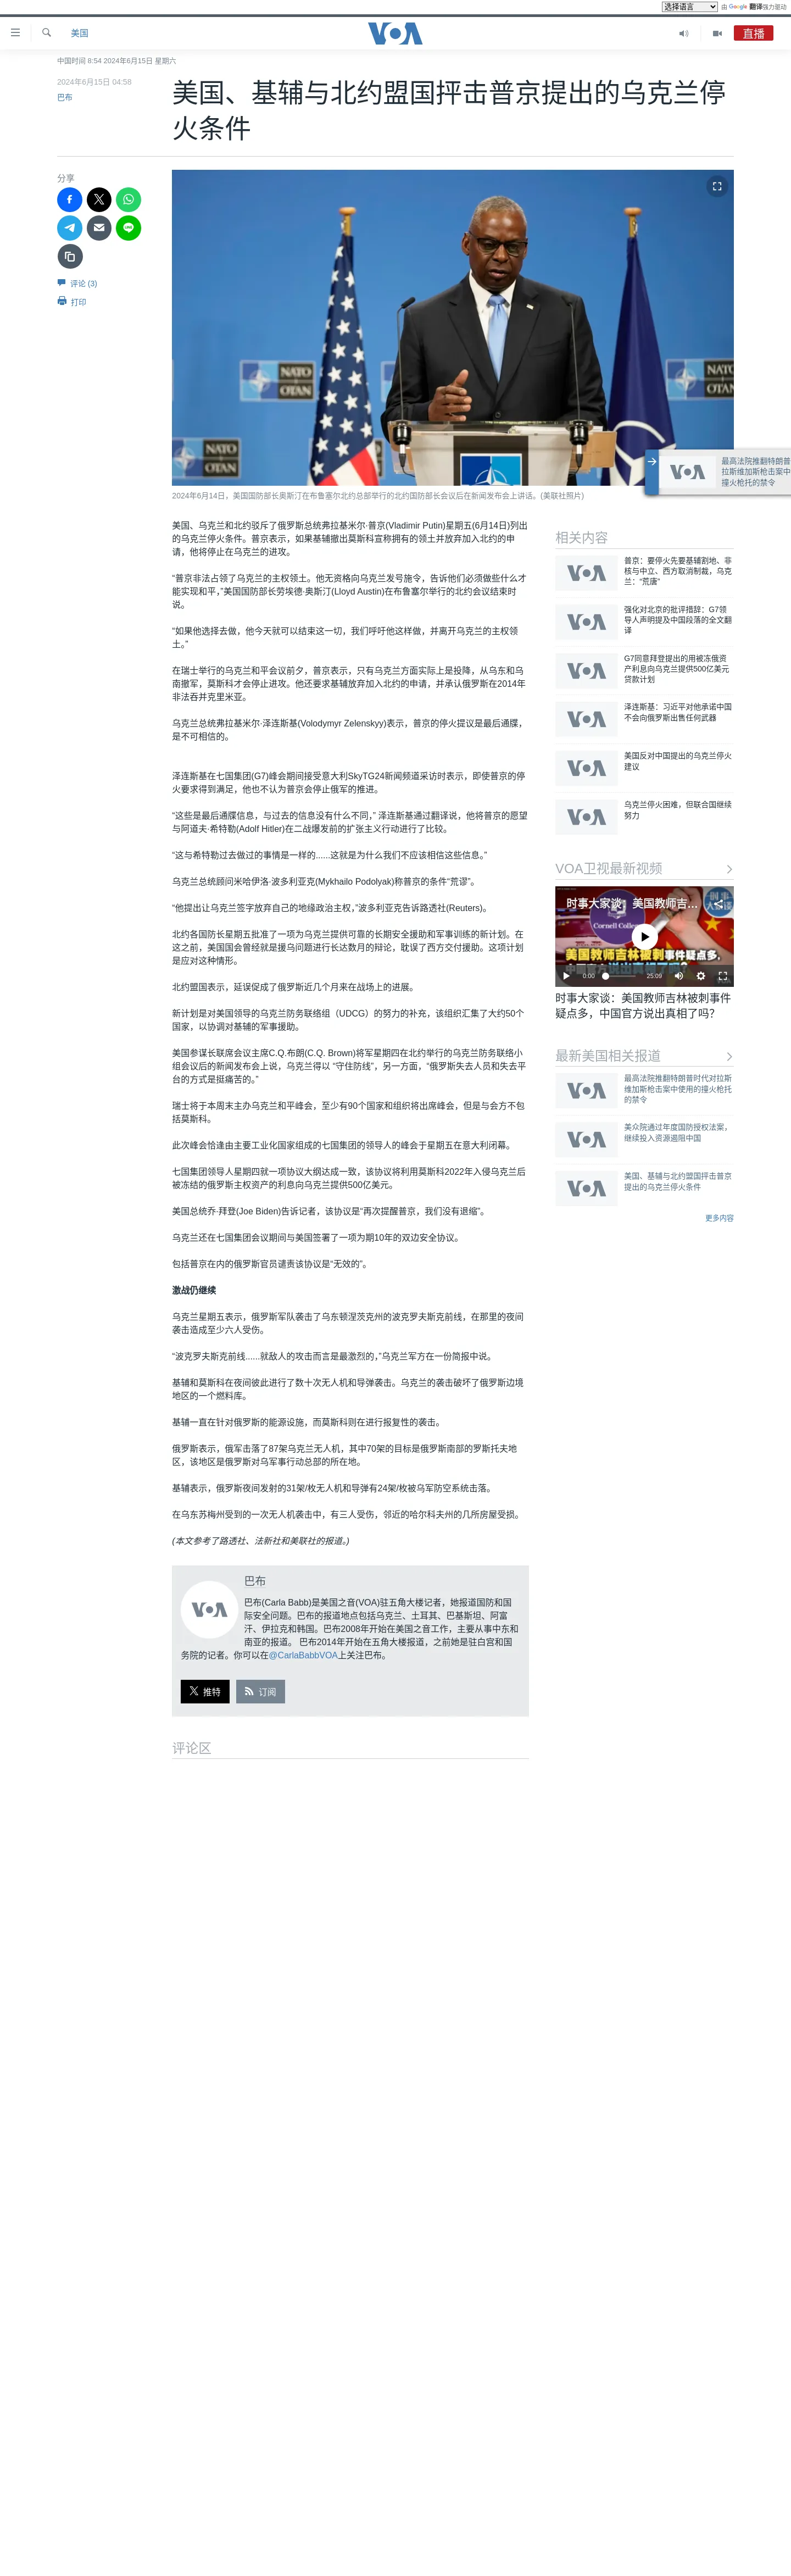 选择语言
由 Google 翻译强力驱动
美国
VOA
直播
中国时间 8:54 2024年6月15日 星期六
2024年6月15日 04:58
巴布
美国、基辅与北约盟国抨击普京提出的乌克兰停
火条件
分享
评论 (3)
打印
NATO
OTAN
NATO
OTAN
NATO
OTAN
2024年6月14日，美国国防部长奥斯汀在布鲁塞尔北约总部举行的北约国防部长会议后在新闻发布会上讲话。(美联社照片)
VOA
最高法院推翻特朗普
拉斯维加斯枪击案中
撞火枪托的禁令
美国、乌克兰和北约驳斥了俄罗斯总统弗拉基米尔·普京(Vladimir Putin)星期五(6月14日)列出
的乌克兰停火条件。普京表示，如果基辅撤出莫斯科宣称拥有的领土并放弃加入北约的申
请，他将停止在乌克兰的进攻。
“普京非法占领了乌克兰的主权领土。他无资格向乌克兰发号施令，告诉他们必须做些什么才
能实现和平，”美国国防部长劳埃德·奥斯汀(Lloyd Austin)在布鲁塞尔举行的北约会议结束时
说。
“如果他选择去做，他今天就可以结束这一切，我们呼吁他这样做，并离开乌克兰的主权领
土。”
在瑞士举行的乌克兰和平会议前夕，普京表示，只有乌克兰方面实际上是投降，从乌东和乌
南撤军，莫斯科才会停止进攻。他还要求基辅放弃加入北约的申请，并承认俄罗斯在2014年
非法吞并克里米亚。
乌克兰总统弗拉基米尔·泽连斯基(Volodymyr Zelenskyy)表示，普京的停火提议是最后通牒，
是不可相信的。
泽连斯基在七国集团(G7)峰会期间接受意大利SkyTG24新闻频道采访时表示，即使普京的停
火要求得到满足，他也不认为普京会停止俄军的推进。
“这些是最后通牒信息，与过去的信息没有什么不同，” 泽连斯基通过翻译说，他将普京的愿望
与阿道夫·希特勒(Adolf Hitler)在二战爆发前的扩张主义行动进行了比较。
“这与希特勒过去做过的事情是一样的......这就是为什么我们不应该相信这些信息。”
乌克兰总统顾问米哈伊洛·波多利亚克(Mykhailo Podolyak)称普京的条件“荒谬”。
“他提出让乌克兰签字放弃自己的地缘政治主权，”波多利亚克告诉路透社(Reuters)。
北约各国防长星期五批准了一项为乌克兰提供可靠的长期安全援助和军事训练的新计划。在
这之前，美国国会曾经就是援乌问题进行长达数月的辩论，耽误了西方交付援助。这项计划
是应对这种情形。
北约盟国表示，延误促成了俄罗斯近几个月来在战场上的进展。
新计划是对美国领导的乌克兰防务联络组（UDCG）的努力的补充，该组织汇集了大约50个
国家，以协调对基辅的军事援助。
美国参谋长联席会议主席C.Q.布朗(C.Q. Brown)将军星期四在北约举行的乌克兰防务联络小
组会议后的新闻发布会上说，乌克兰得以 “守住防线”，另一方面，“俄罗斯失去人员和失去平
台的方式是挺痛苦的。”
瑞士将于本周末主办乌克兰和平峰会，至少有90个国家和组织将出席峰会，但是与会方不包
括莫斯科。
此次峰会恰逢由主要工业化国家组成的七国集团的领导人的峰会于星期五在意大利闭幕。
七国集团领导人星期四就一项协议大纲达成一致，该协议将利用莫斯科2022年入侵乌克兰后
被冻结的俄罗斯主权资产的利息向乌克兰提供500亿美元。
美国总统乔·拜登(Joe Biden)告诉记者，该协议是“再次提醒普京，我们没有退缩”。
乌克兰还在七国集团会议期间与美国签署了一项为期10年的双边安全协议。
包括普京在内的俄罗斯官员谴责该协议是“无效的”。
激战仍继续
乌克兰星期五表示，俄罗斯军队袭击了乌东顿涅茨克州的波克罗夫斯克前线，在那里的夜间
袭击造成至少六人受伤。
“波克罗夫斯克前线......就敌人的攻击而言是最激烈的，”乌克兰军方在一份简报中说。
基辅和莫斯科在夜间彼此进行了数十次无人机和导弹袭击。乌克兰的袭击破坏了俄罗斯边境
地区的一个燃料库。
基辅一直在针对俄罗斯的能源设施，而莫斯科则在进行报复性的袭击。
俄罗斯表示，俄军击落了87架乌克兰无人机，其中70架的目标是俄罗斯南部的罗斯托夫地
区，该地区是俄罗斯对乌军事行动总部的所在地。
基辅表示，俄罗斯夜间发射的31架/枚无人机和导弹有24架/枚被乌军防空系统击落。
在乌东苏梅州受到的一次无人机袭击中，有三人受伤，邻近的哈尔科夫州的几所房屋受损。
(本文参考了路透社、法新社和美联社的报道。)
VOA
巴布
巴布(Carla Babb)是美国之音(VOA)驻五角大楼记者，她报道国防和国
际安全问题。巴布的报道地点包括乌克兰、土耳其、巴基斯坦、阿富
汗、伊拉克和韩国。巴布2008年开始在美国之音工作，主要从事中东和
南亚的报道。 巴布2014年开始在五角大楼报道，之前她是驻白宫和国
务院的记者。你可以在@CarlaBabbVOA上关注巴布。
推特
订阅
评论区
相关内容
VOA
普京：要停火先要基辅割地、非
核与中立、西方取消制裁，乌克
兰：“荒唐”
VOA
强化对北京的批评措辞：G7领
导人声明提及中国段落的全文翻
译
VOA
G7同意拜登提出的用被冻俄资
产利息向乌克兰提供500亿美元
贷款计划
VOA
泽连斯基：习近平对他承诺中国
不会向俄罗斯出售任何武器
VOA
美国反对中国提出的乌克兰停火
建议
VOA
乌克兰停火困难，但联合国继续
努力
VOA卫视最新视频
时事大家谈：美国教师吉...
Cornell College
美国教师吉林被刺事件疑点多，
0:00
25:09
时事大家谈：美国教师吉林被刺事件
疑点多，中国官方说出真相了吗？
最新美国相关报道
VOA
最高法院推翻特朗普时代对拉斯
维加斯枪击案中使用的撞火枪托
的禁令
VOA
美众院通过年度国防授权法案，
继续投入资源遏阻中国
VOA
美国、基辅与北约盟国抨击普京
提出的乌克兰停火条件
更多内容